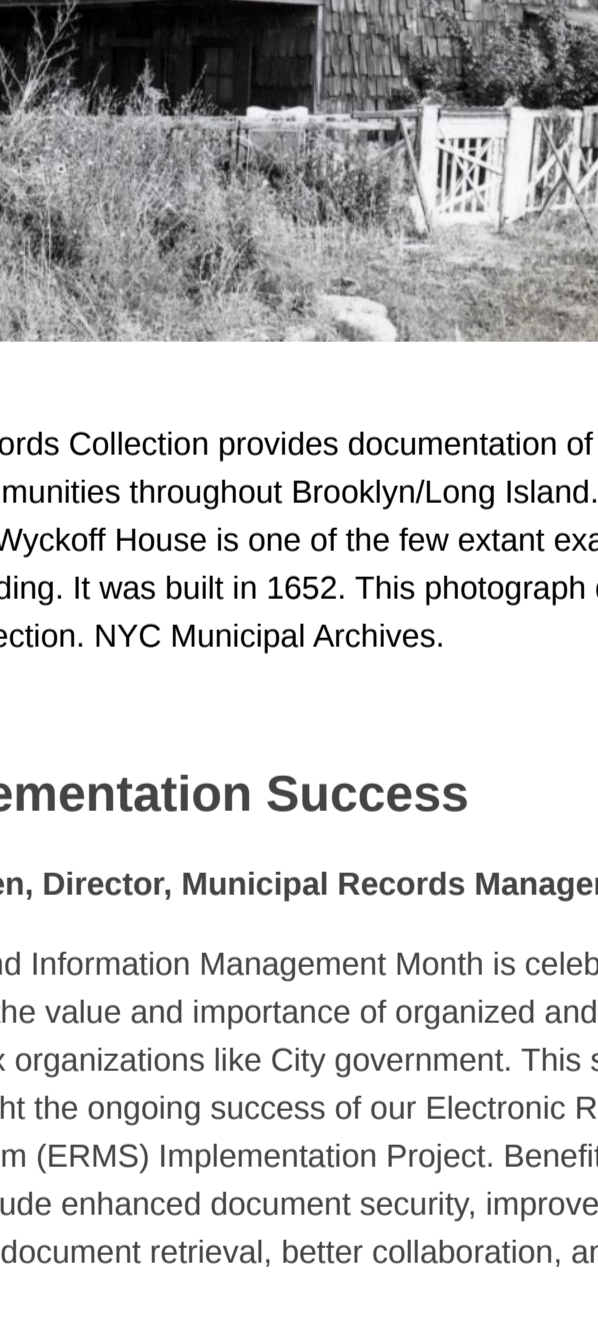 ords Collection provides documentation of
munities throughout Brooklyn/Long Island.
Wyckoff House is one of the few extant exa
ding. It was built in 1652. This photograph
ection. NYC Municipal Archives.
ementation Success
en, Director, Municipal Records Manage
nd Information Management Month is celeb
the value and importance of organized and
x organizations like City government. This s
ht the ongoing success of our Electronic R
m (ERMS) Implementation Project. Benefit
ude enhanced document security, improve
document retrieval, better collaboration, an